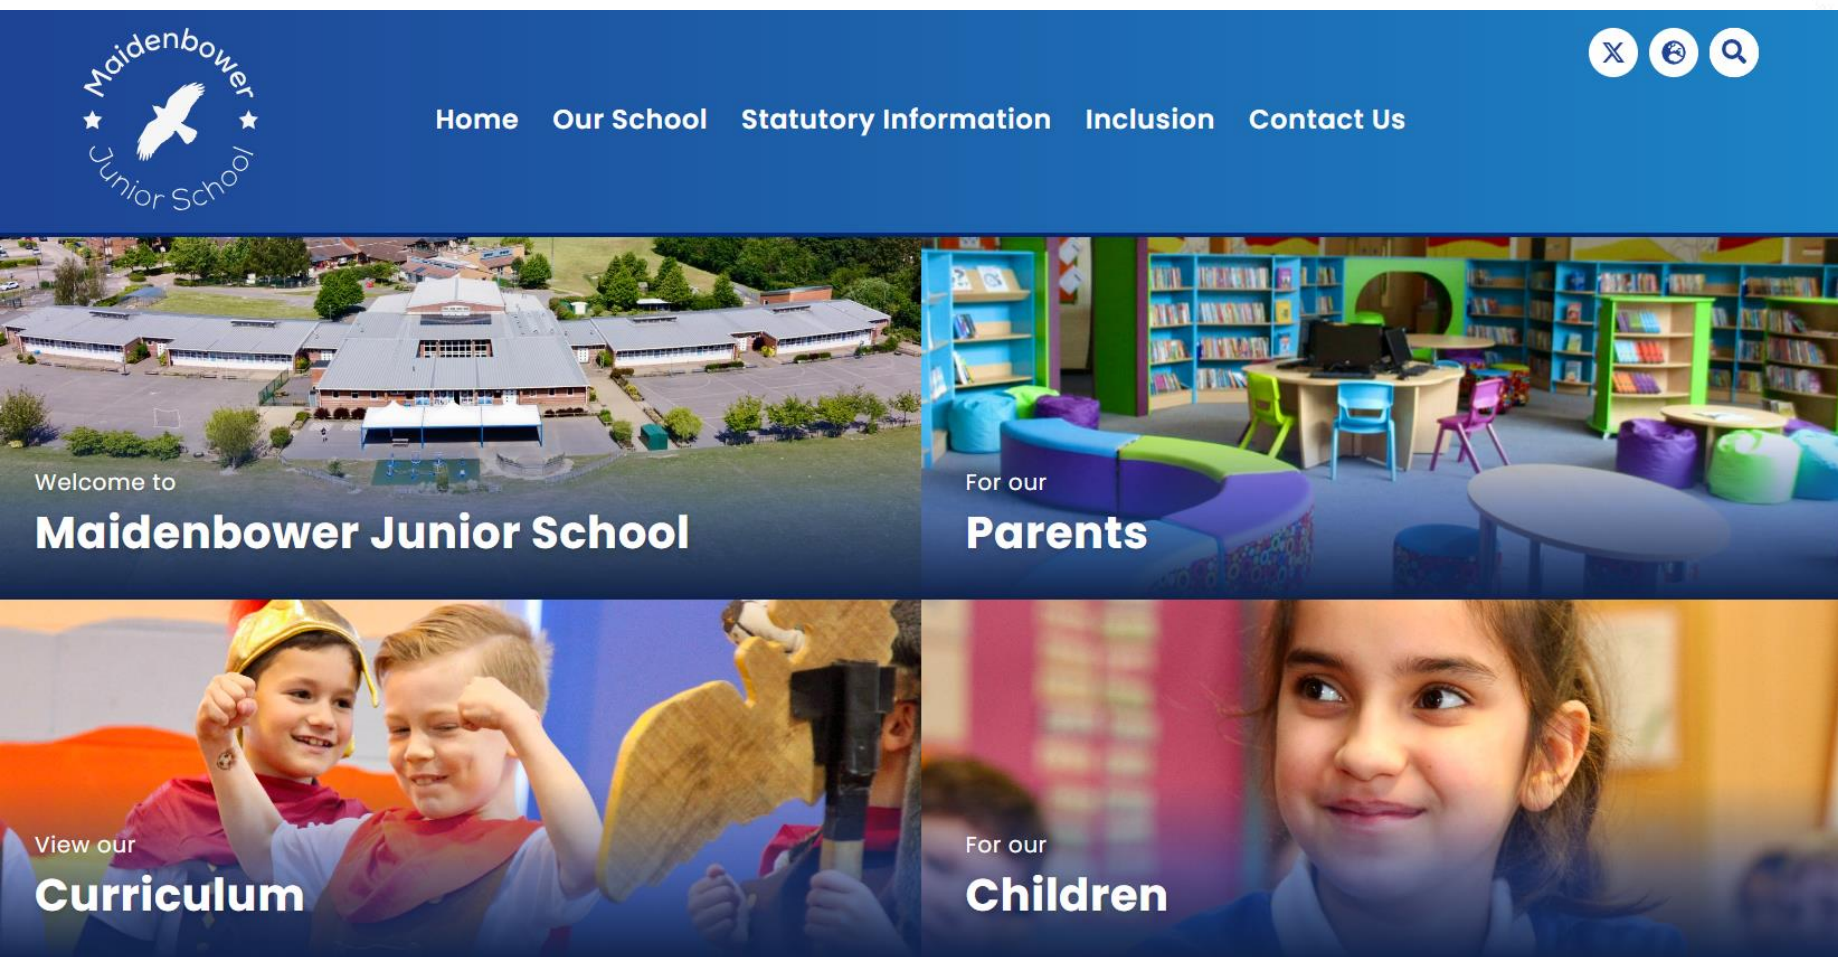 Maidenbower
Junior School
Home Our School Statutory Information Inclusion Contact Us
Welcome to
Maidenbower Junior School
For our
Parents
View our
Curriculum
For our
Children